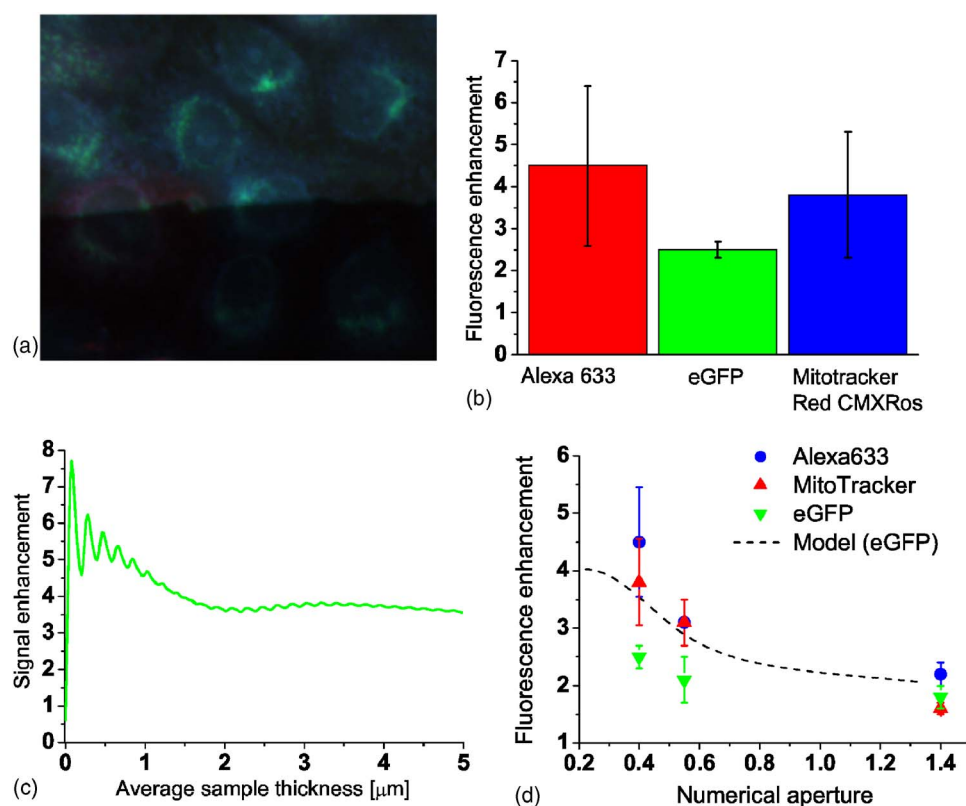 (a)
7
6
5
4
3
2
1
0
Fluorescence enhancement
Alexa 633
eGFP
Mitotracker
Red CMXRos
(b)
8
7
6
5
4
3
2
1
0
Signal enhancement
0 1 2 3 4 5
Average sample thickness [μm]
(c)
6
5
4
3
2
1
Fluorescence enhancement
Alexa633
MitoTracker
eGFP
Model (eGFP)
0.2 0.4 0.6 0.8 1.0 1.2 1.4
Numerical aperture
(d)